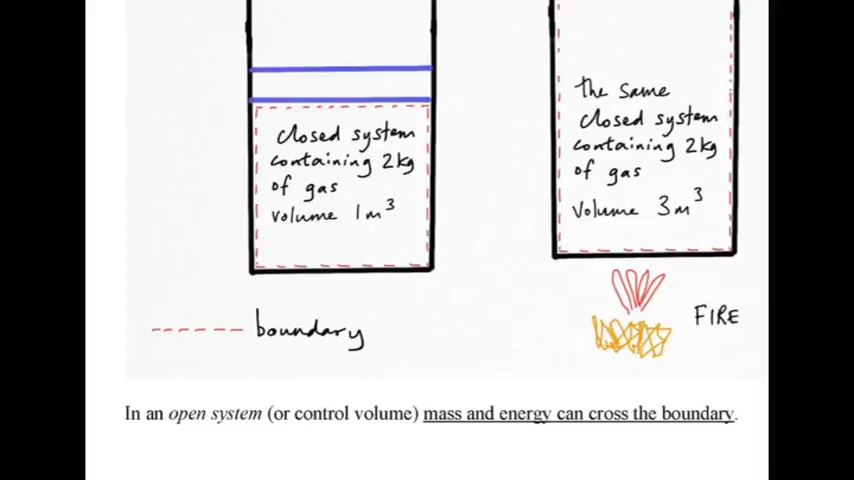 closed system
containing 2kg
of gas
volume 1m³
the same
closed system
containing 2kg
of gas
volume 3m³
boundary
FIRE
In an open system (or control volume) mass and energy can cross the boundary.